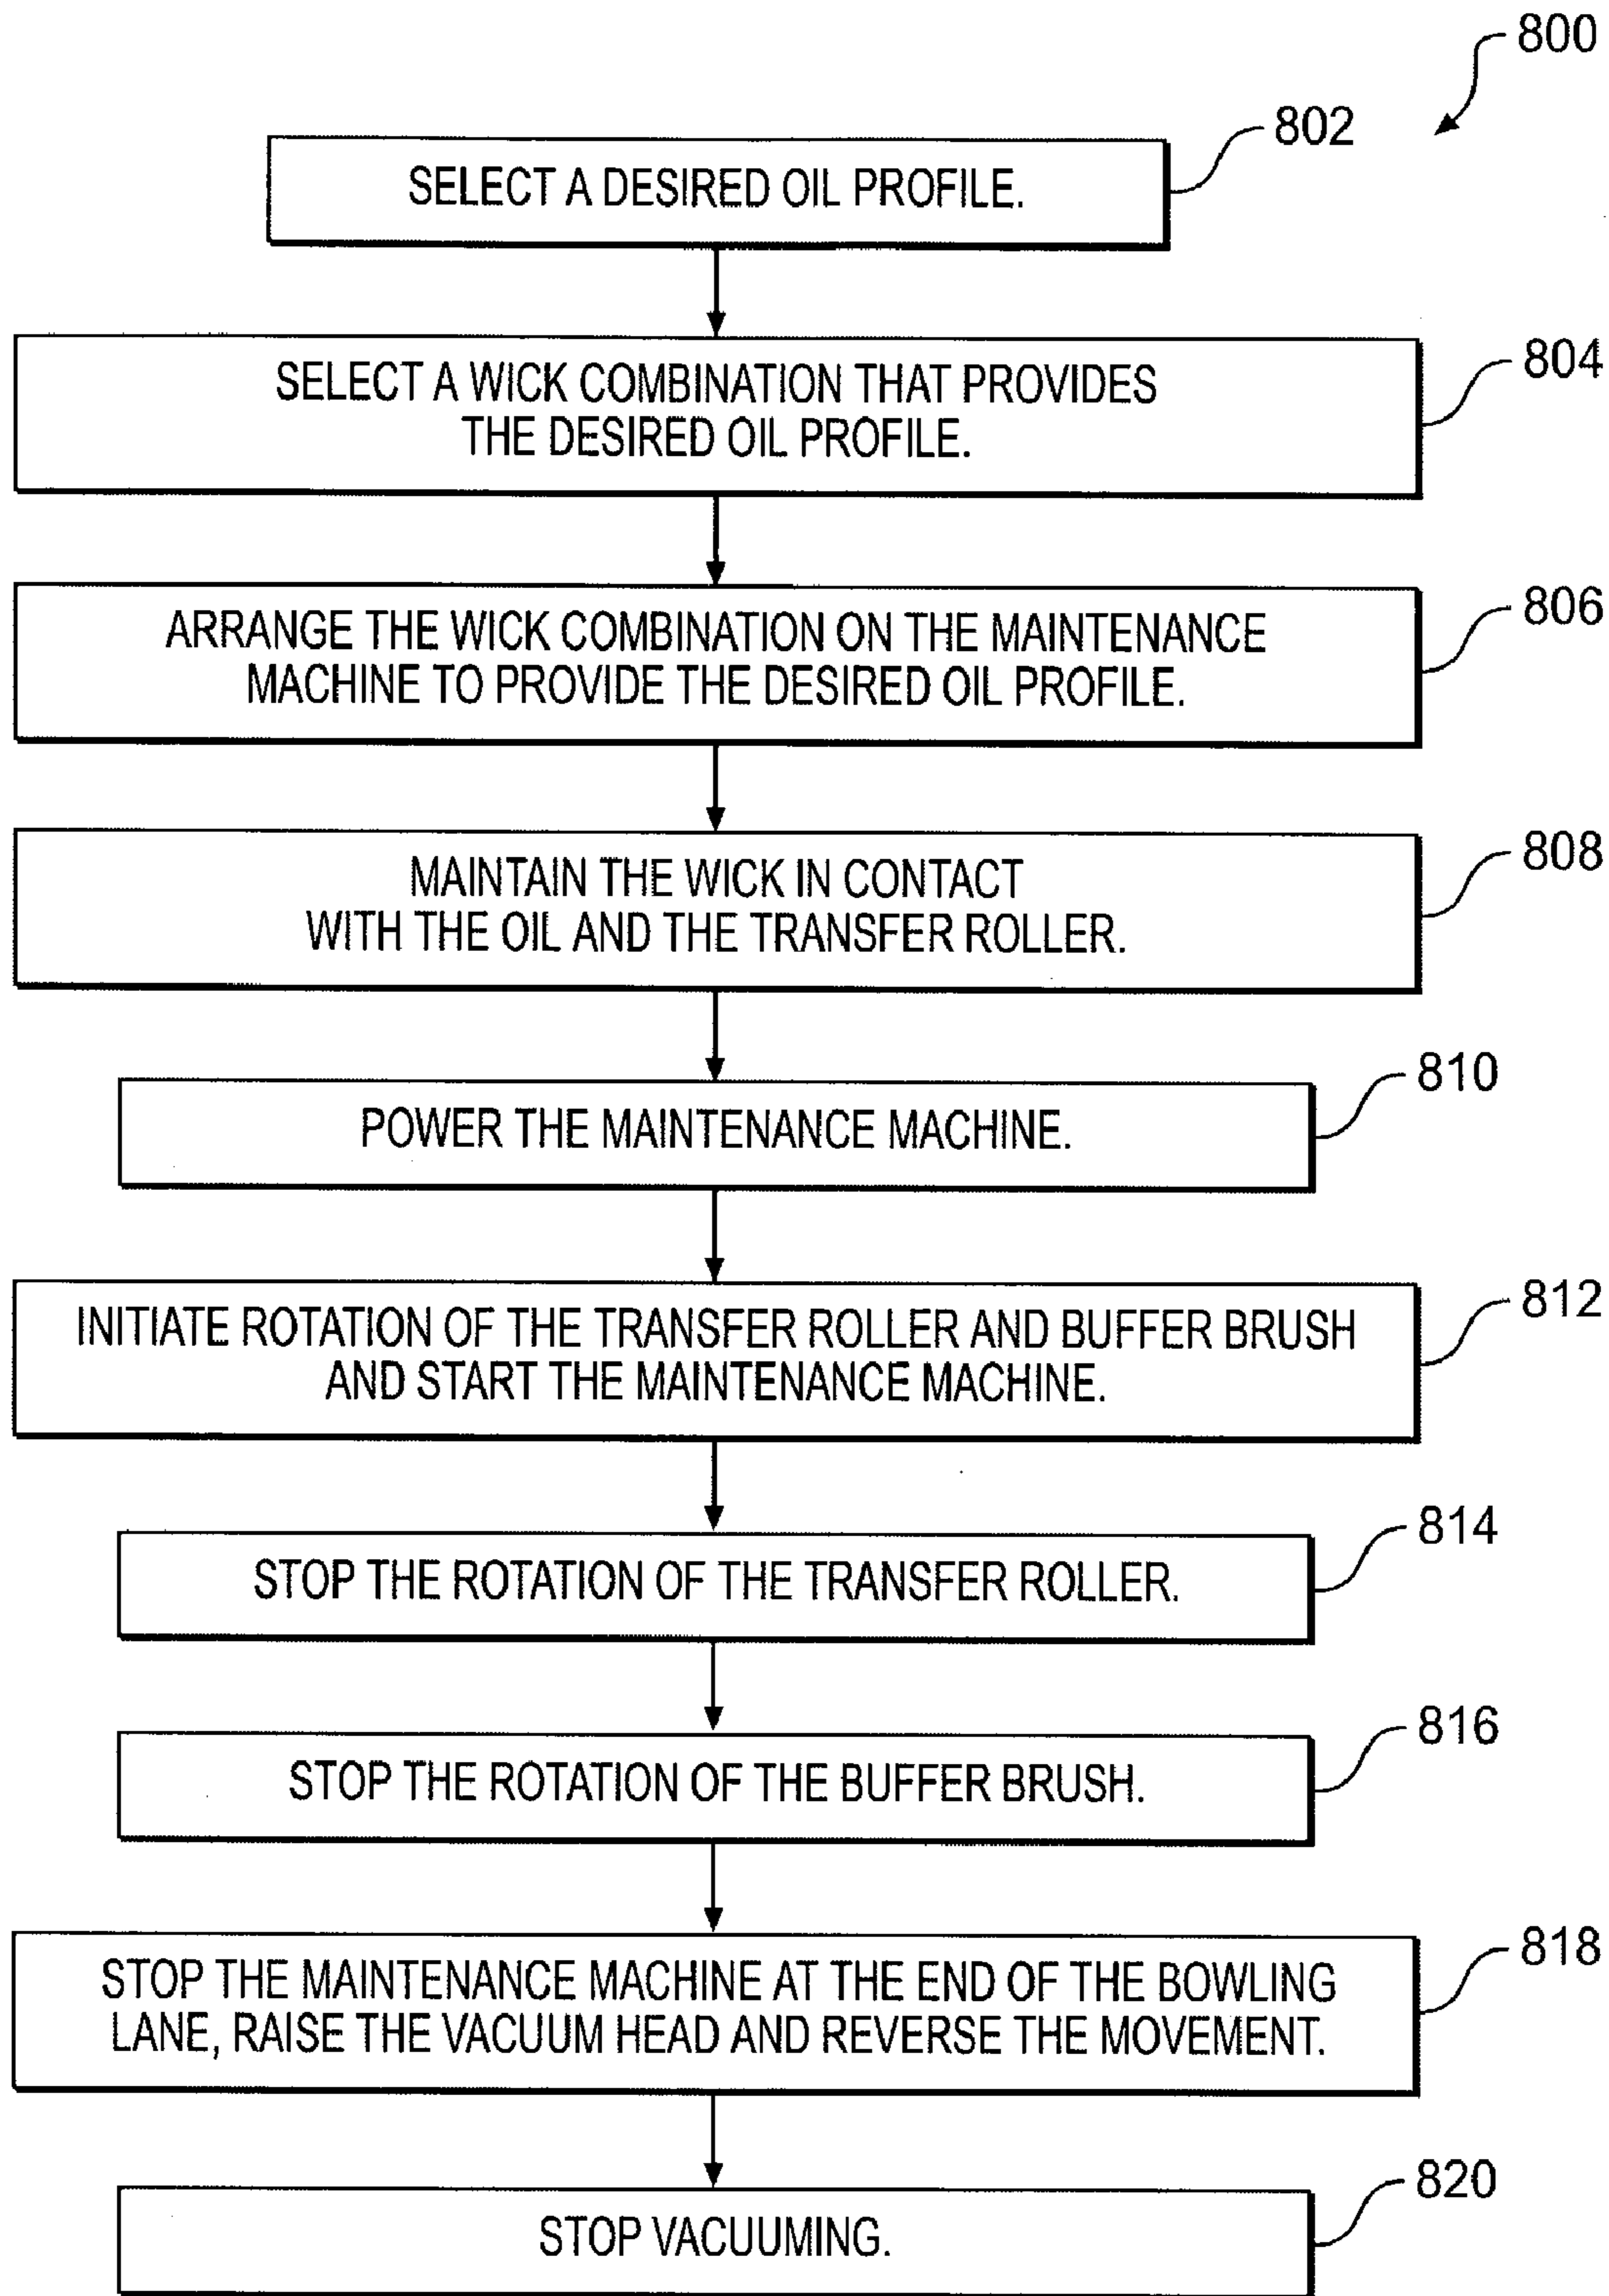 800
802
SELECT A DESIRED OIL PROFILE.
804
SELECT A WICK COMBINATION THAT PROVIDES
THE DESIRED OIL PROFILE.
806
ARRANGE THE WICK COMBINATION ON THE MAINTENANCE
MACHINE TO PROVIDE THE DESIRED OIL PROFILE.
808
MAINTAIN THE WICK IN CONTACT
WITH THE OIL AND THE TRANSFER ROLLER.
810
POWER THE MAINTENANCE MACHINE.
812
INITIATE ROTATION OF THE TRANSFER ROLLER AND BUFFER BRUSH
AND START THE MAINTENANCE MACHINE.
814
STOP THE ROTATION OF THE TRANSFER ROLLER.
816
STOP THE ROTATION OF THE BUFFER BRUSH.
818
STOP THE MAINTENANCE MACHINE AT THE END OF THE BOWLING
LANE, RAISE THE VACUUM HEAD AND REVERSE THE MOVEMENT.
820
STOP VACUUMING.